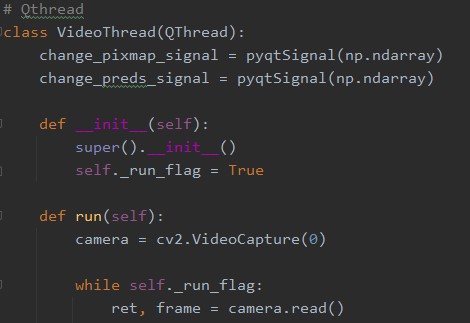 # Qthread
class VideoThread(QThread):
    change_pixmap_signal = pyqtSignal(np.ndarray)
    change_preds_signal = pyqtSignal(np.ndarray)
    def __init__(self):
        super().__init__()
        self._run_flag = True
    def run(self):
        camera = cv2.VideoCapture(0)
        while self._run_flag:
            ret, frame = camera.read()